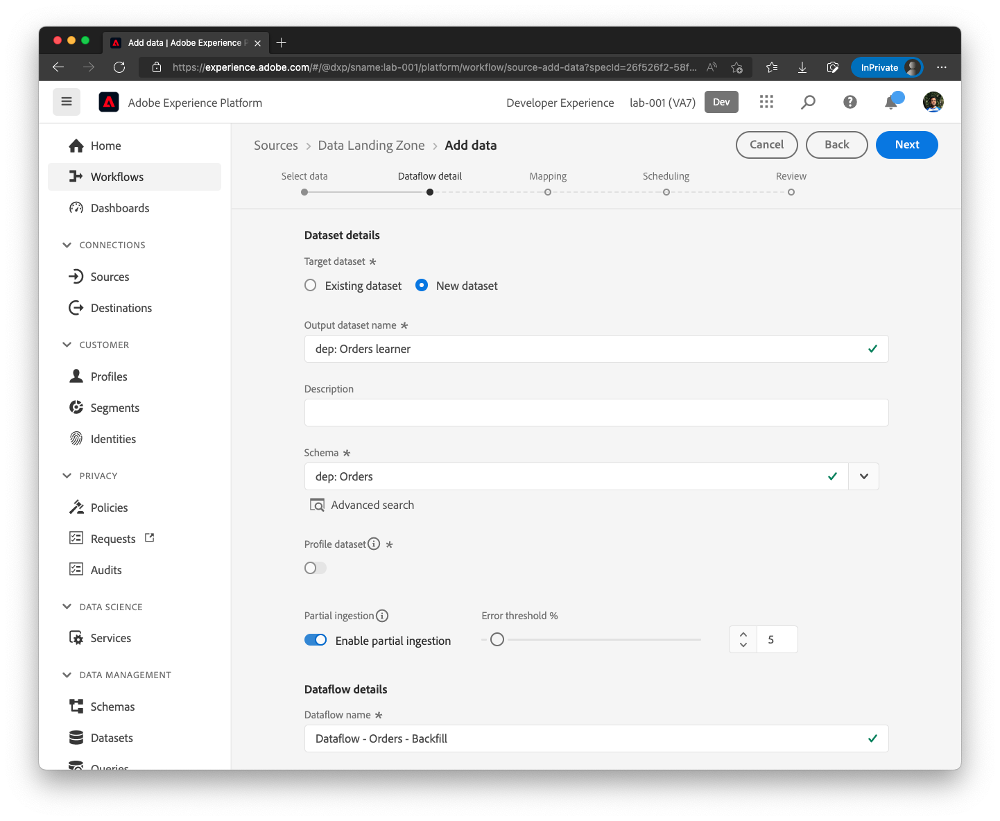 Add data | Adobe Experience P
https://experience.adobe.com/#/@dxp/sname:lab-001/platform/workflow/source-add-data?specId=26f526f2-58f...
InPrivate
Adobe Experience Platform
Developer Experience
lab-001 (VA7)
Dev
Home
Workflows
Dashboards
CONNECTIONS
Sources
Destinations
CUSTOMER
Profiles
Segments
Identities
PRIVACY
Policies
Requests
Audits
DATA SCIENCE
Services
DATA MANAGEMENT
Schemas
Datasets
Queries
Sources > Data Landing Zone > Add data
Cancel
Back
Next
Select data
Dataflow detail
Mapping
Scheduling
Review
Dataset details
Target dataset *
Existing dataset
New dataset
Output dataset name *
dep: Orders learner
Description
Schema *
dep: Orders
Advanced search
Profile dataset *
Partial ingestion
Enable partial ingestion
Error threshold %
5
Dataflow details
Dataflow name *
Dataflow - Orders - Backfill